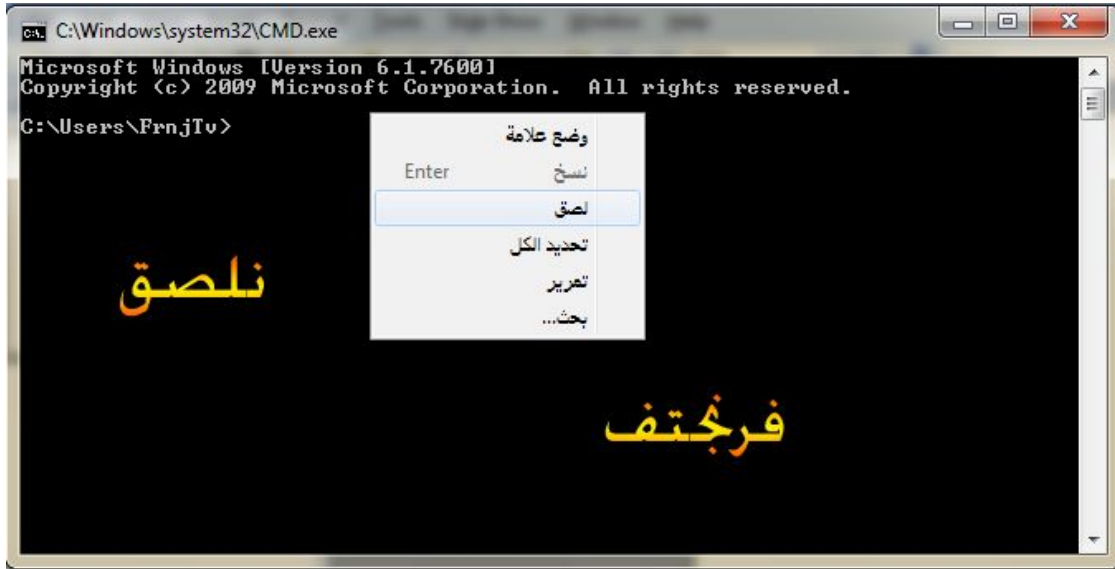 C:\Windows\system32\CMD.exe
Microsoft Windows [Version 6.1.7600]
Copyright (c) 2009 Microsoft Corporation.  All rights reserved.
C:\Users\FrnjTv>
وضع علامة
نسخ Enter
لصق
تحديد الكل
تمرير
بحث...
نلصق
فرنجتف